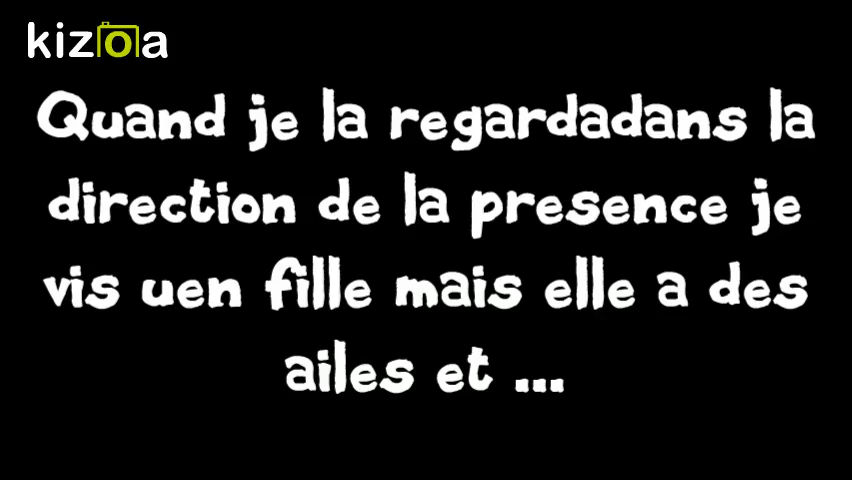 kizoa
Quand je la regardadans la
direction de la presence je
vis uen fille mais elle a des
ailes et ...